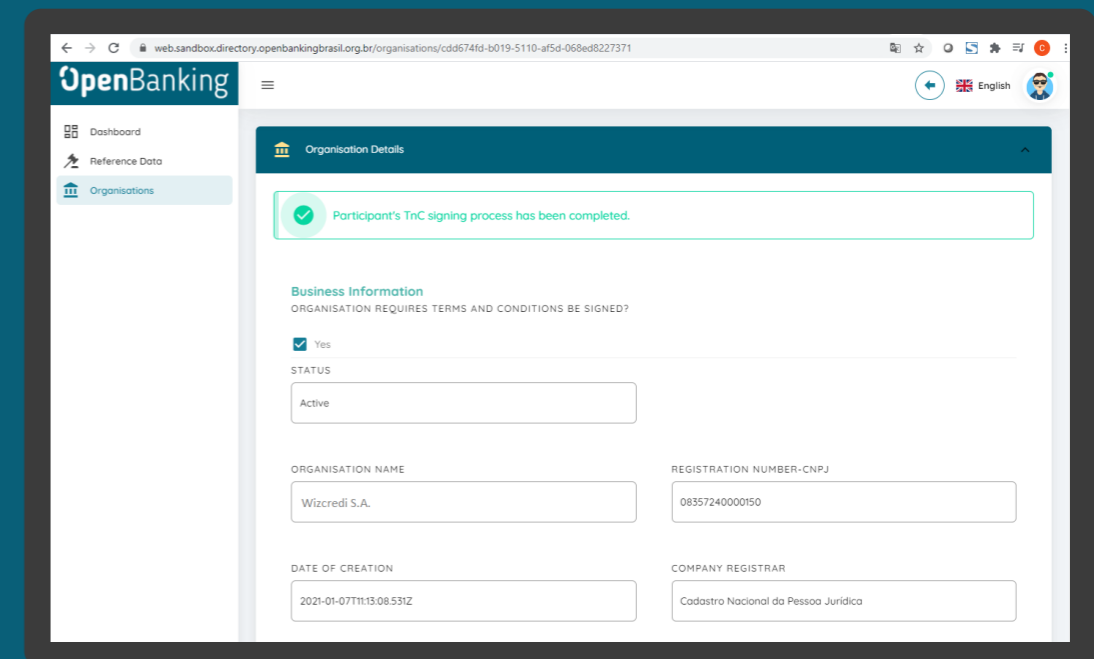 web.sandbox.directory.openbankingbrasil.org.br/organisations/cdd674fd-b019-5110-af5d-068ed8227371
C
OpenBanking
English
Dashboard
Reference Data
Organisations
Organisation Details
Participant's TnC signing process has been completed.
Business Information
ORGANISATION REQUIRES TERMS AND CONDITIONS BE SIGNED?
Yes
STATUS
Active
ORGANISATION NAME
REGISTRATION NUMBER-CNPJ
Wizcredi S.A.
08357240000150
DATE OF CREATION
COMPANY REGISTRAR
2021-01-07T11:13:08.531Z
Cadastro Nacional da Pessoa Jurídica